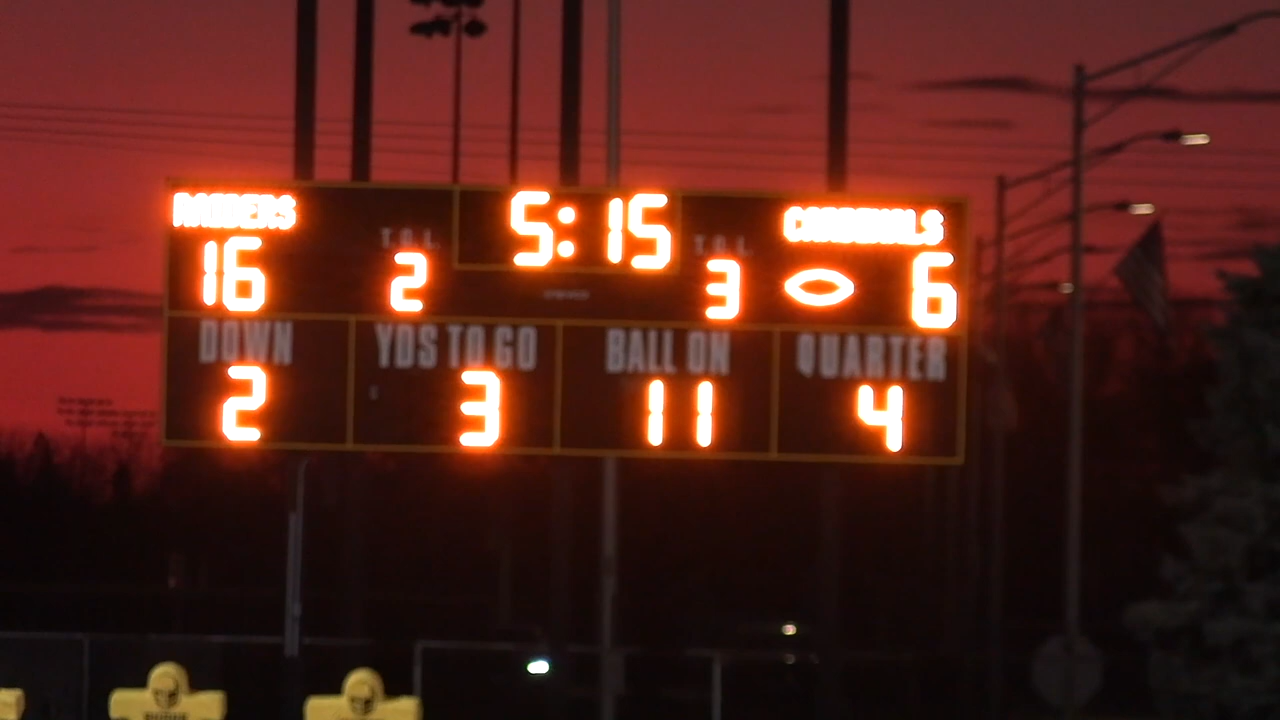 RAIDERS 5:15 CARDINALS
T.O.L. T.O.L.
16 2 3 6
DOWN YDS TO GO BALL ON QUARTER
2 3 11 4